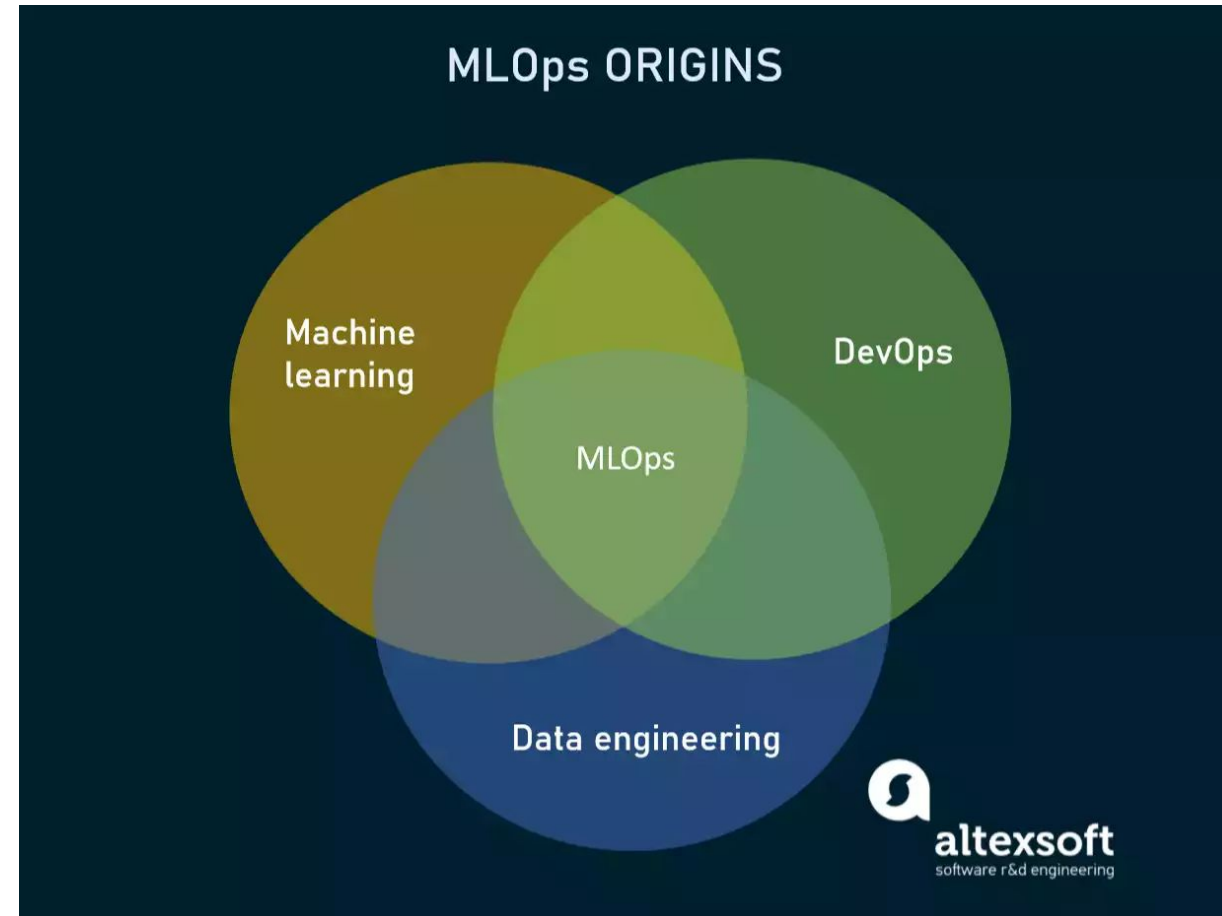 MLOps ORIGINS
Machine
learning
DevOps
MLOps
Data engineering
altexsoft
software r&d engineering